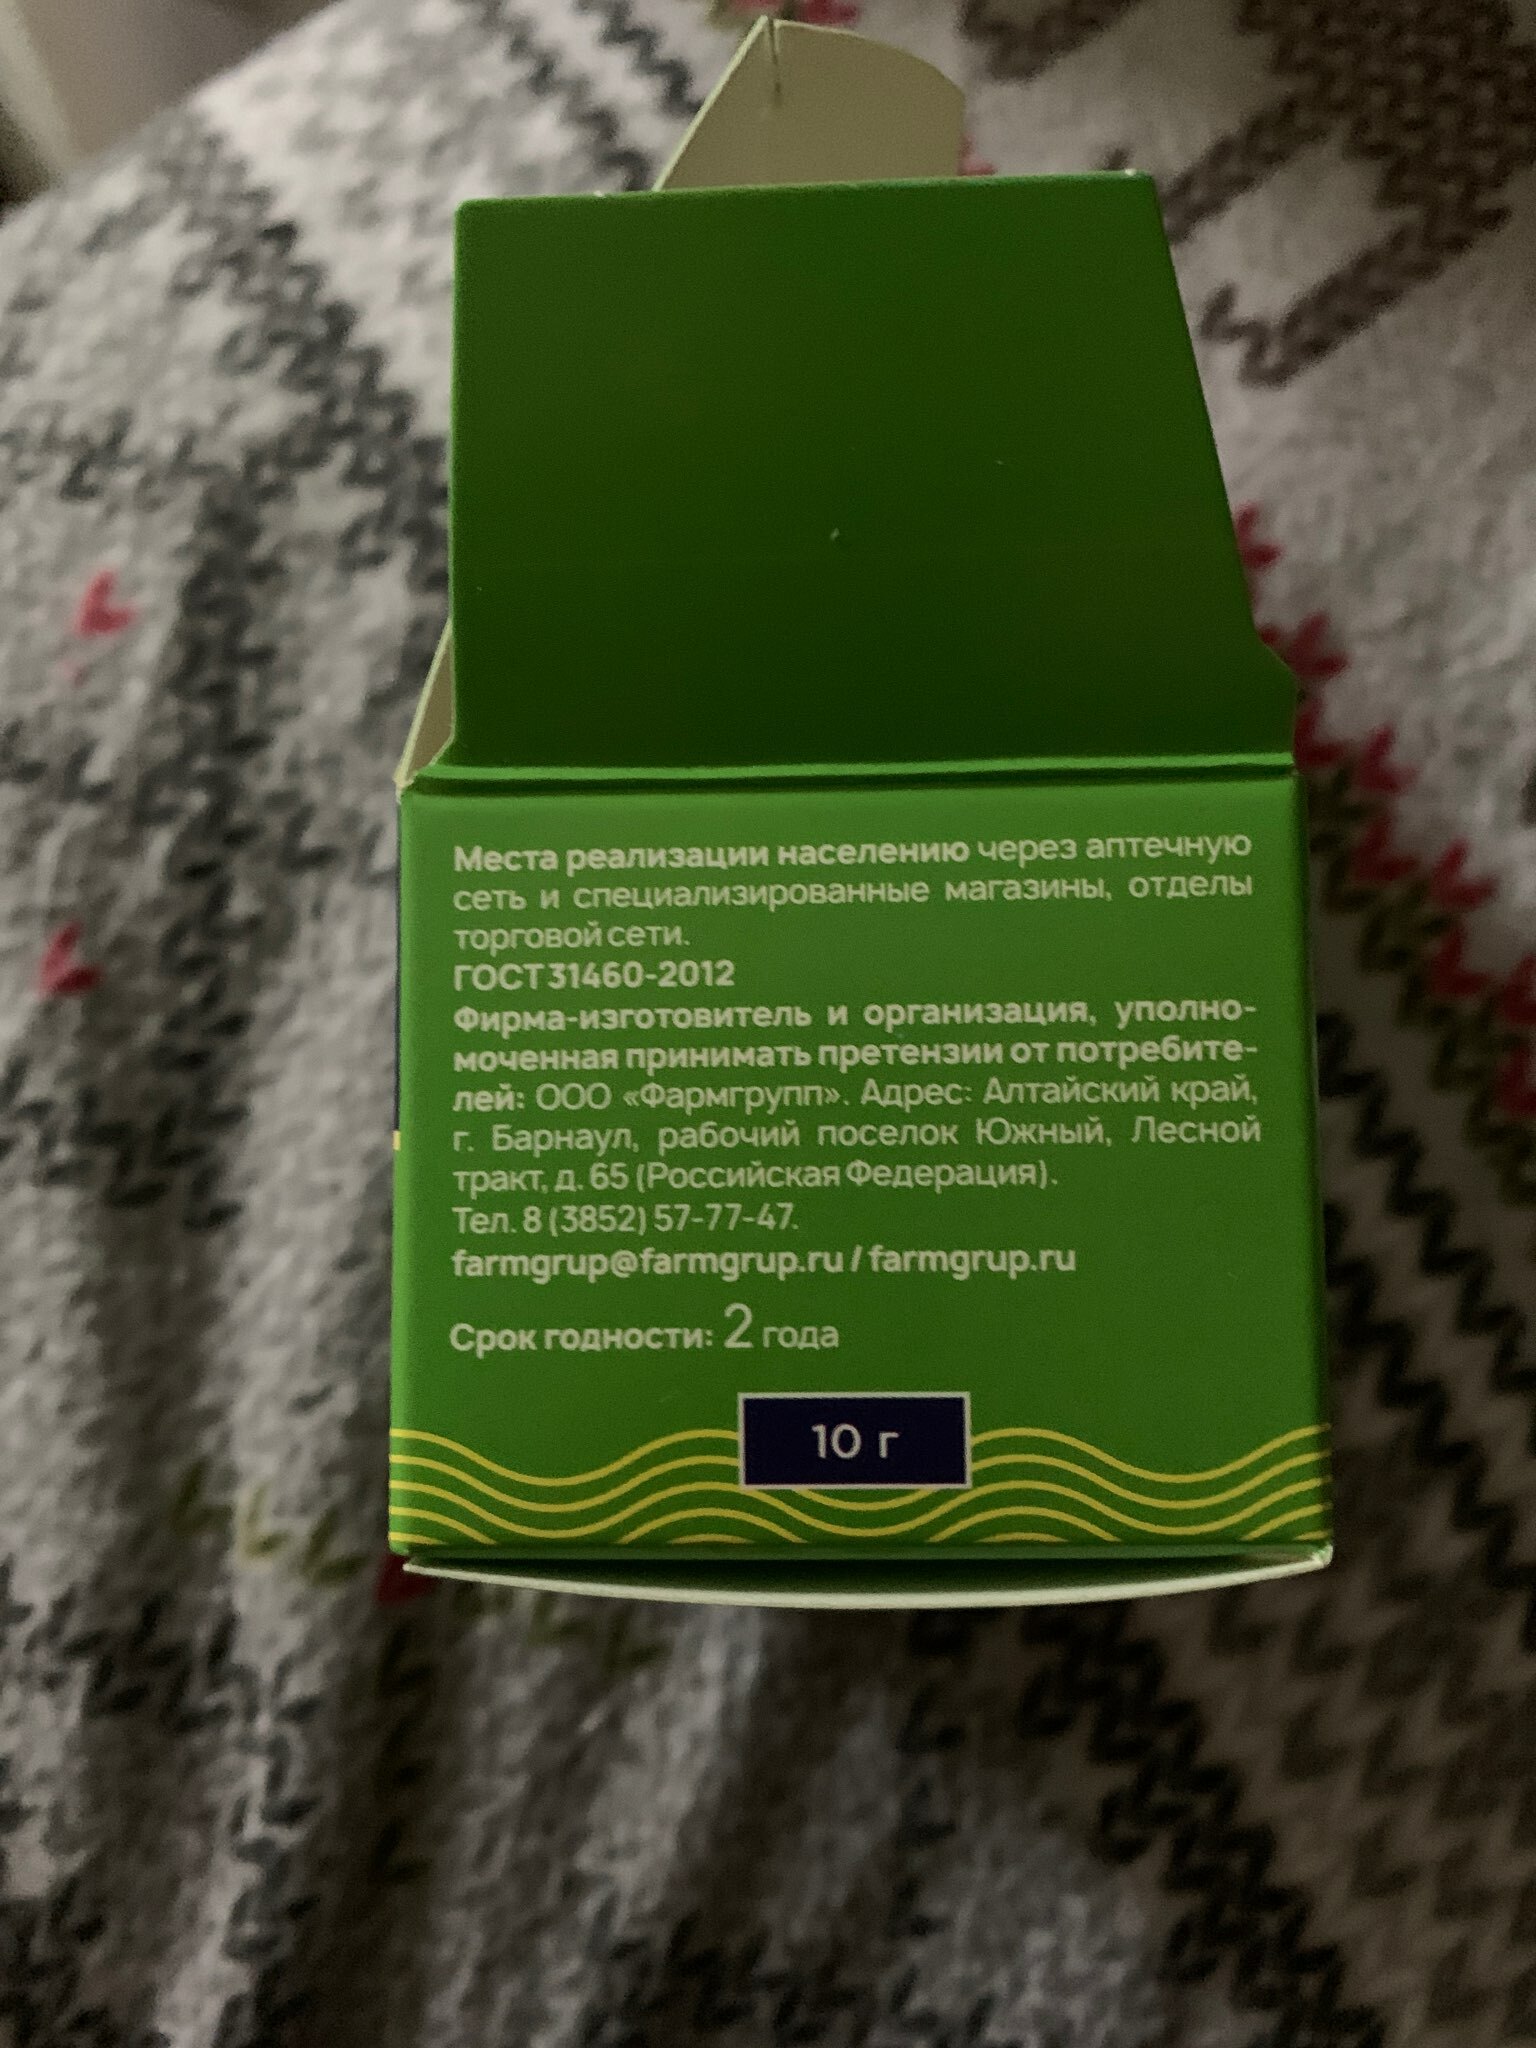 Места реализации населению через аптечную
сеть и специализированные магазины, отделы
торговой сети.
ГОСТ 31460-2012
Фирма-изготовитель и организация, уполно-
моченная принимать претензии от потребите-
лей: ООО «Фармгрупп». Адрес: Алтайский край,
г. Барнаул, рабочий поселок Южный, Лесной
тракт, д. 65 (Российская Федерация).
Тел. 8 (3852) 57-77-47.
farmgrup@farmgrup.ru / farmgrup.ru
Срок годности: 2 года
10 г